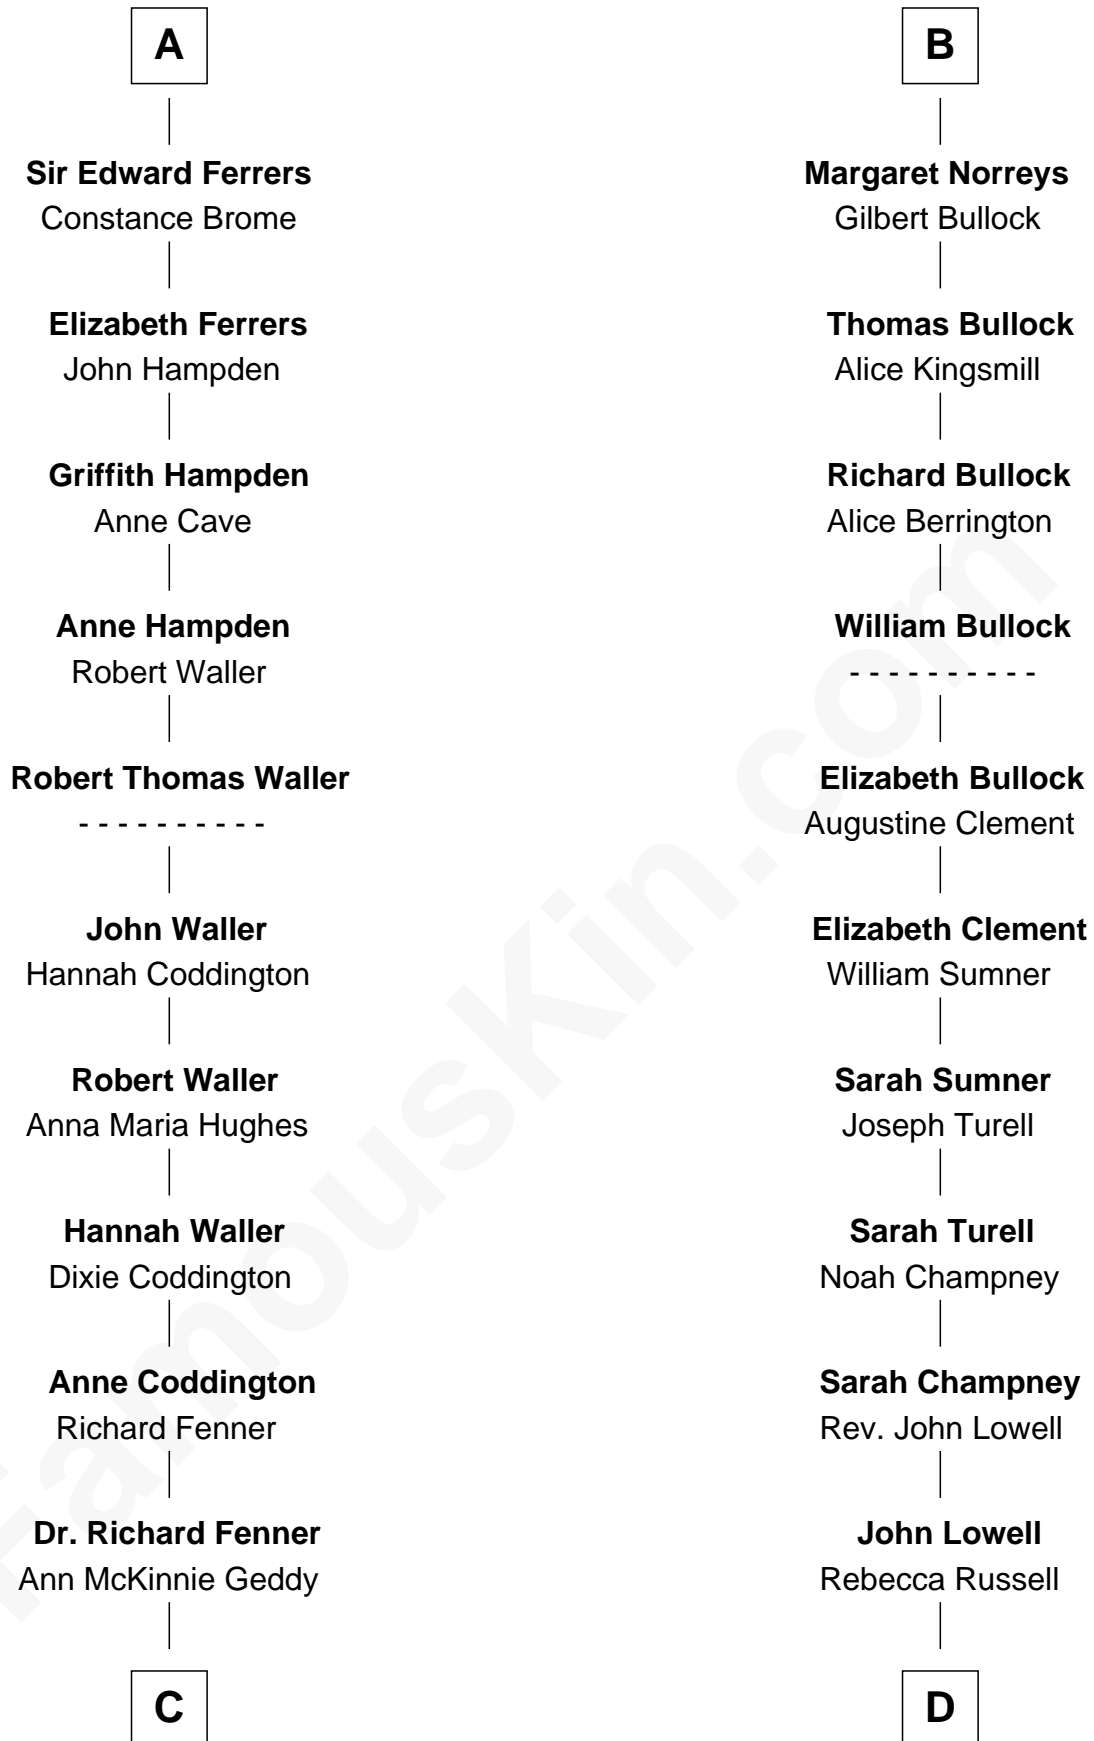 A
Sir Edward Ferrers
Constance Brome
Elizabeth Ferrers
John Hampden
Griffith Hampden
Anne Cave
Anne Hampden
Robert Waller
Robert Thomas Waller
- - - - - - - - - -
John Waller
Hannah Coddington
Robert Waller
Anna Maria Hughes
Hannah Waller
Dixie Coddington
Anne Coddington
Richard Fenner
Dr. Richard Fenner
Ann McKinnie Geddy
C
B
Margaret Norreys
Gilbert Bullock
Thomas Bullock
Alice Kingsmill
Richard Bullock
Alice Berrington
William Bullock
- - - - - - - - - -
Elizabeth Bullock
Augustine Clement
Elizabeth Clement
William Sumner
Sarah Sumner
Joseph Turell
Sarah Turell
Noah Champney
Sarah Champney
Rev. John Lowell
John Lowell
Rebecca Russell
D
FamousKin.com